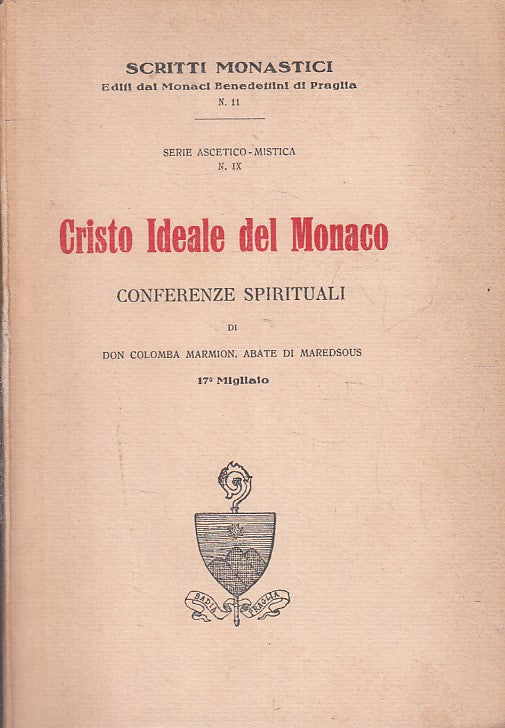 SCRITTI MONASTICI
Editi dai Monaci Benedettini di Praglia
N. 11
SERIE ASCETICO-MISTICA
N. IX
Cristo Ideale del Monaco
CONFERENZE SPIRITUALI
DI
DON COLOMBA MARMION, ABATE DI MAREDSOUS
17º Migliaio
BADIA PRAGLIA